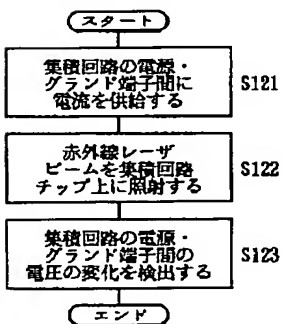 スタート
集積回路の電源・
グランド端子間に
電流を供給する
S121
赤外線レーザ
ビームを集積回路
チップ上に照射する
S122
集積回路の電源・
グランド端子間の
電圧の変化を検出する
S123
エンド